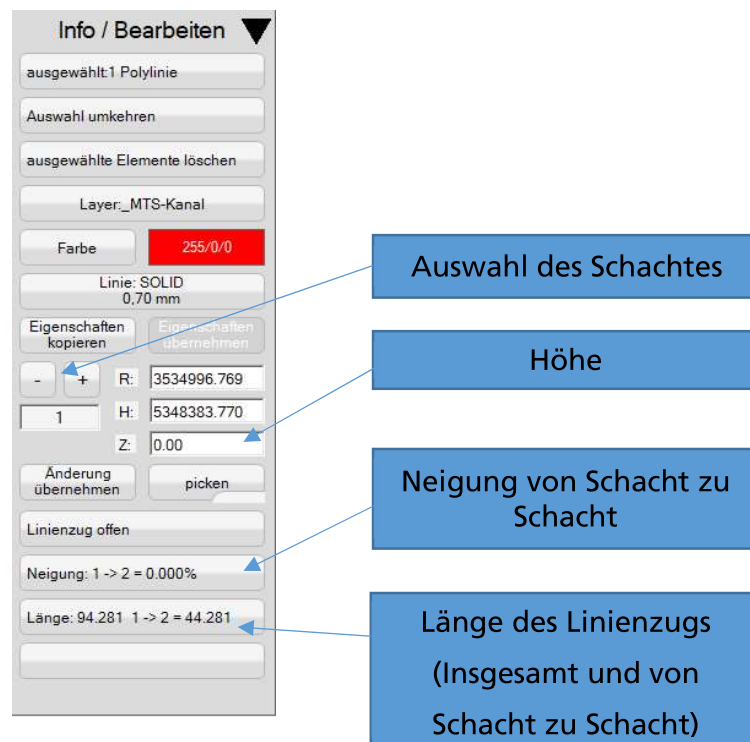 Info / Bearbeiten
ausgewählt:1 Polylinie
Auswahl umkehren
ausgewählte Elemente löschen
Layer:_MTS-Kanal
Farbe
255/0/0
Linie: SOLID
0,70 mm
Eigenschaften
kopieren
Eigenschaften
übernehmen
- + R: 3534996.769
1 H: 5348383.770
Z: 0.00
Änderung
übernehmen
picken
Linienzug offen
Neigung: 1 -> 2 = 0.000%
Länge: 94.281 1 -> 2 = 44.281
Auswahl des Schachtes
Höhe
Neigung von Schacht zu
Schacht
Länge des Linienzugs
(Insgesamt und von
Schacht zu Schacht)